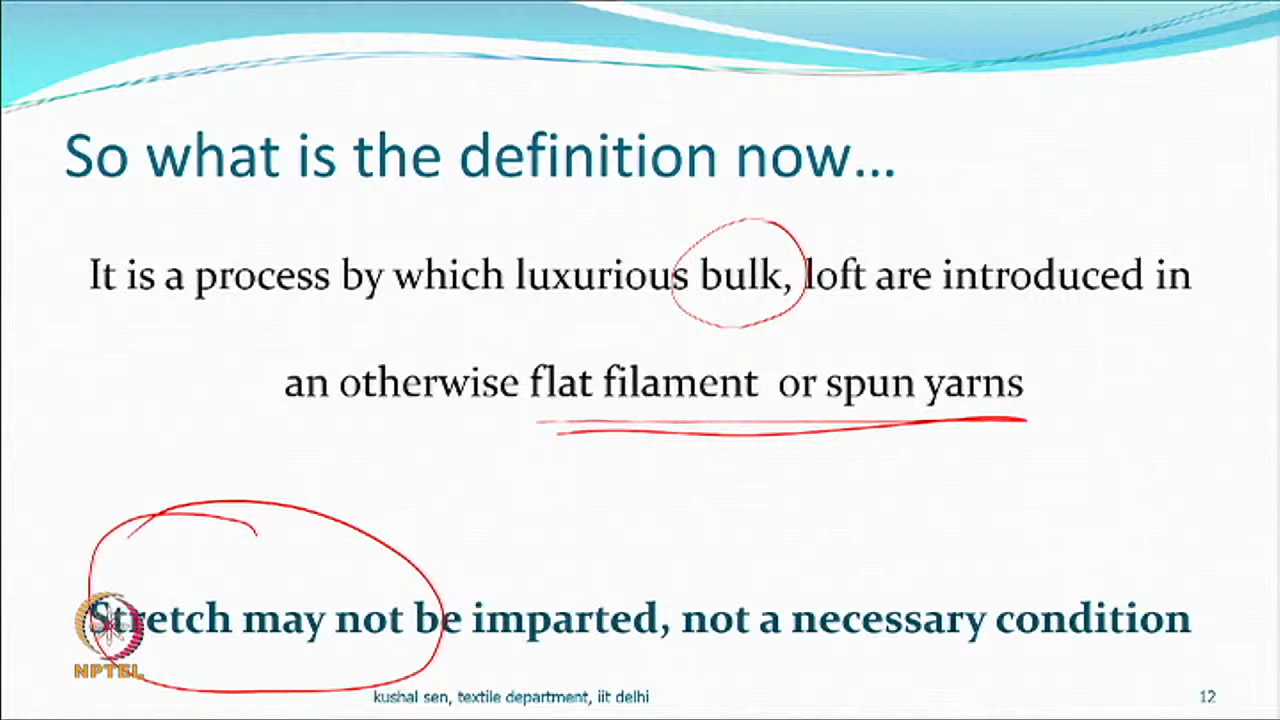 So what is the definition now...
It is a process by which luxurious bulk, loft are introduced in
an otherwise flat filament or spun yarns
Stretch may not be imparted, not a necessary condition
NPTEL
kushal sen, textile department, iit delhi
12